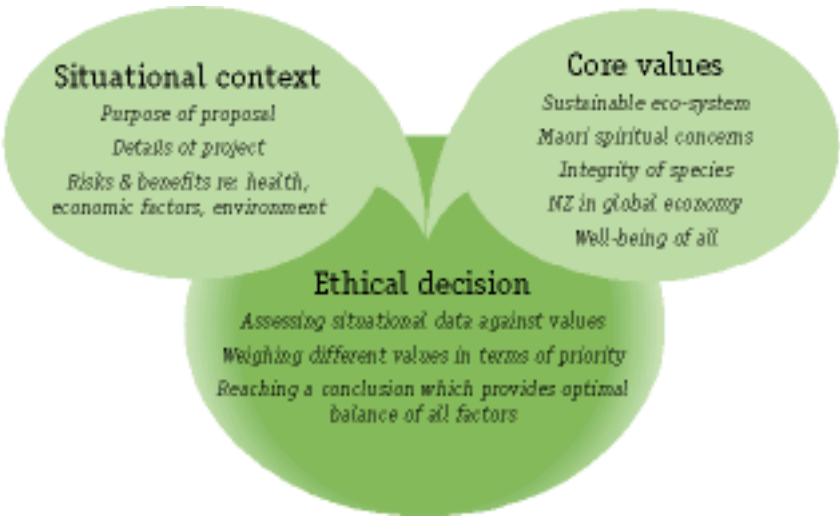 Situational context
Purpose of proposal
Details of project
Risks & benefits re: health,
economic factors, environment
Core values
Sustainable eco-system
Maori spiritual concerns
Integrity of species
NZ in global economy
Well-being of all
Ethical decision
Assessing situational data against values
Weighing different values in terms of priority
Reaching a conclusion which provides optimal
balance of all factors